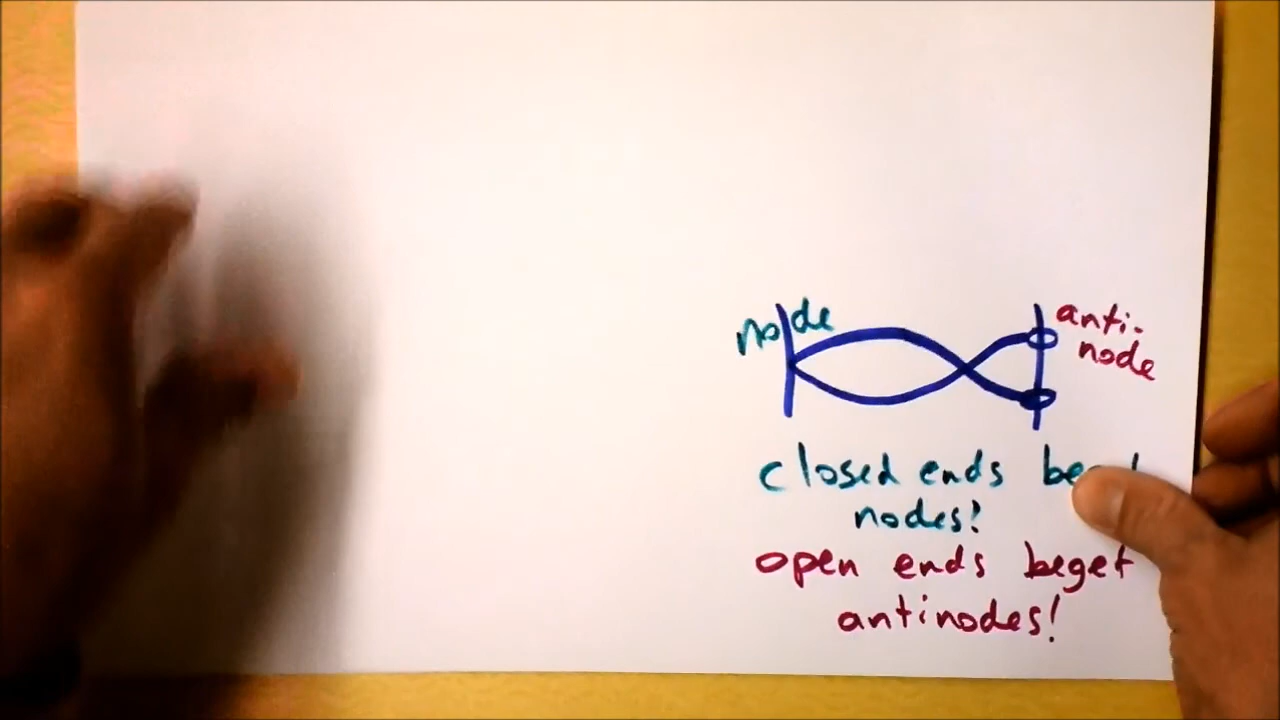 node
anti-
node
closed ends
nodes!
open ends beget
antinodes!